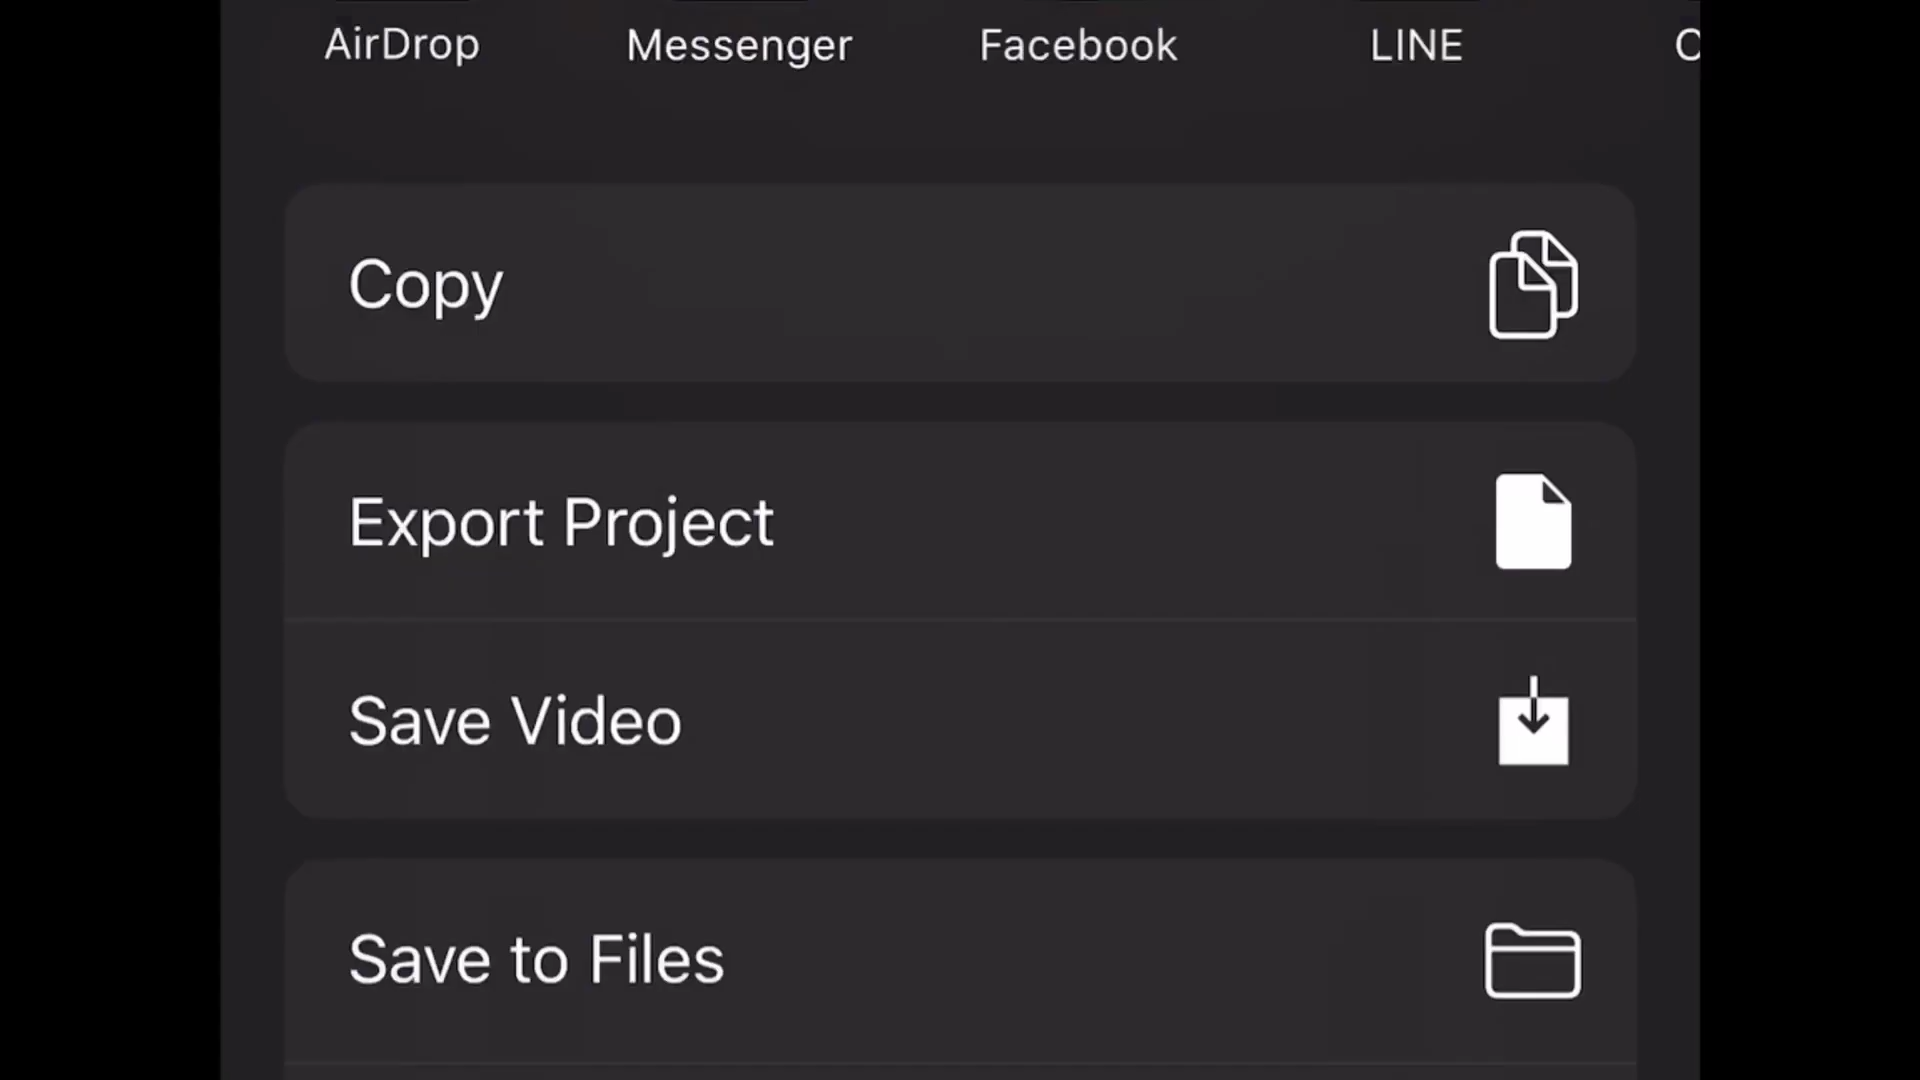 AirDrop Messenger Facebook LINE
Copy
Export Project
Save Video
Save to Files